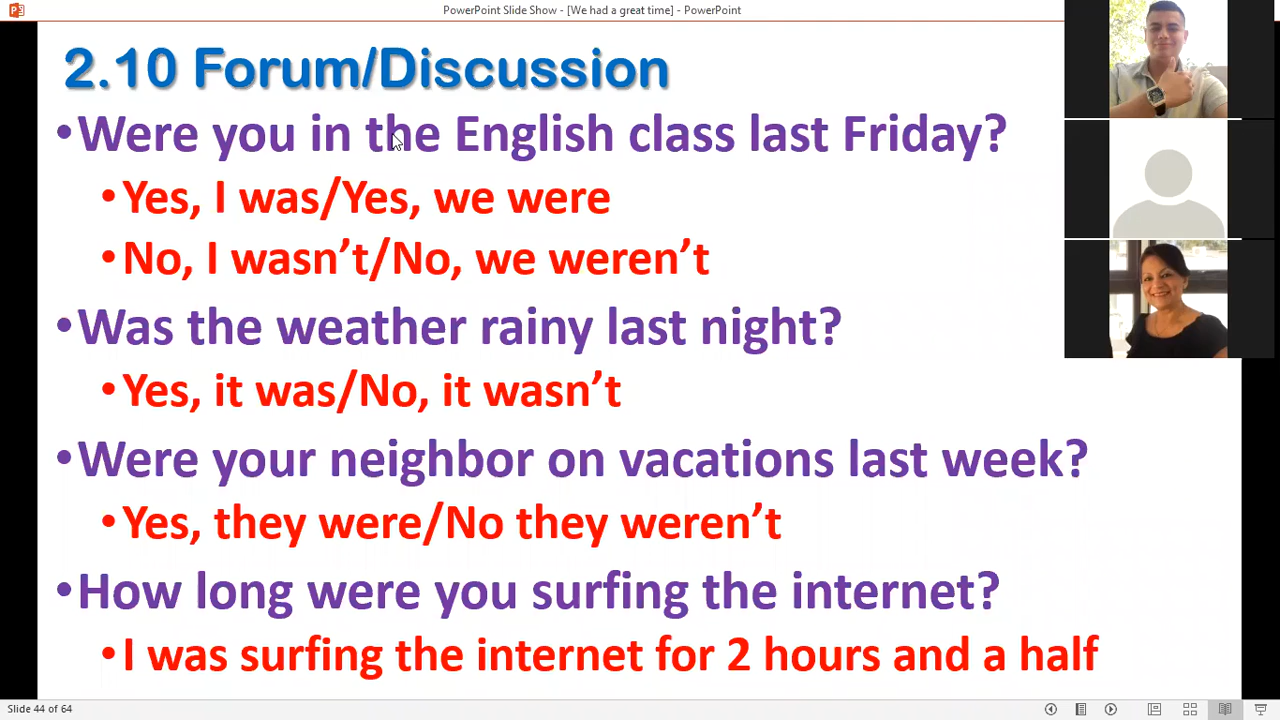 PowerPoint Slide Show - [We had a great time] - PowerPoint
2.10 Forum/Discussion
•Were you in the English class last Friday?
•Yes, I was/Yes, we were
•No, I wasn’t/No, we weren’t
•Was the weather rainy last night?
•Yes, it was/No, it wasn’t
•Were your neighbor on vacations last week?
•Yes, they were/No they weren’t
•How long were you surfing the internet?
•I was surfing the internet for 2 hours and a half
Slide 44 of 64